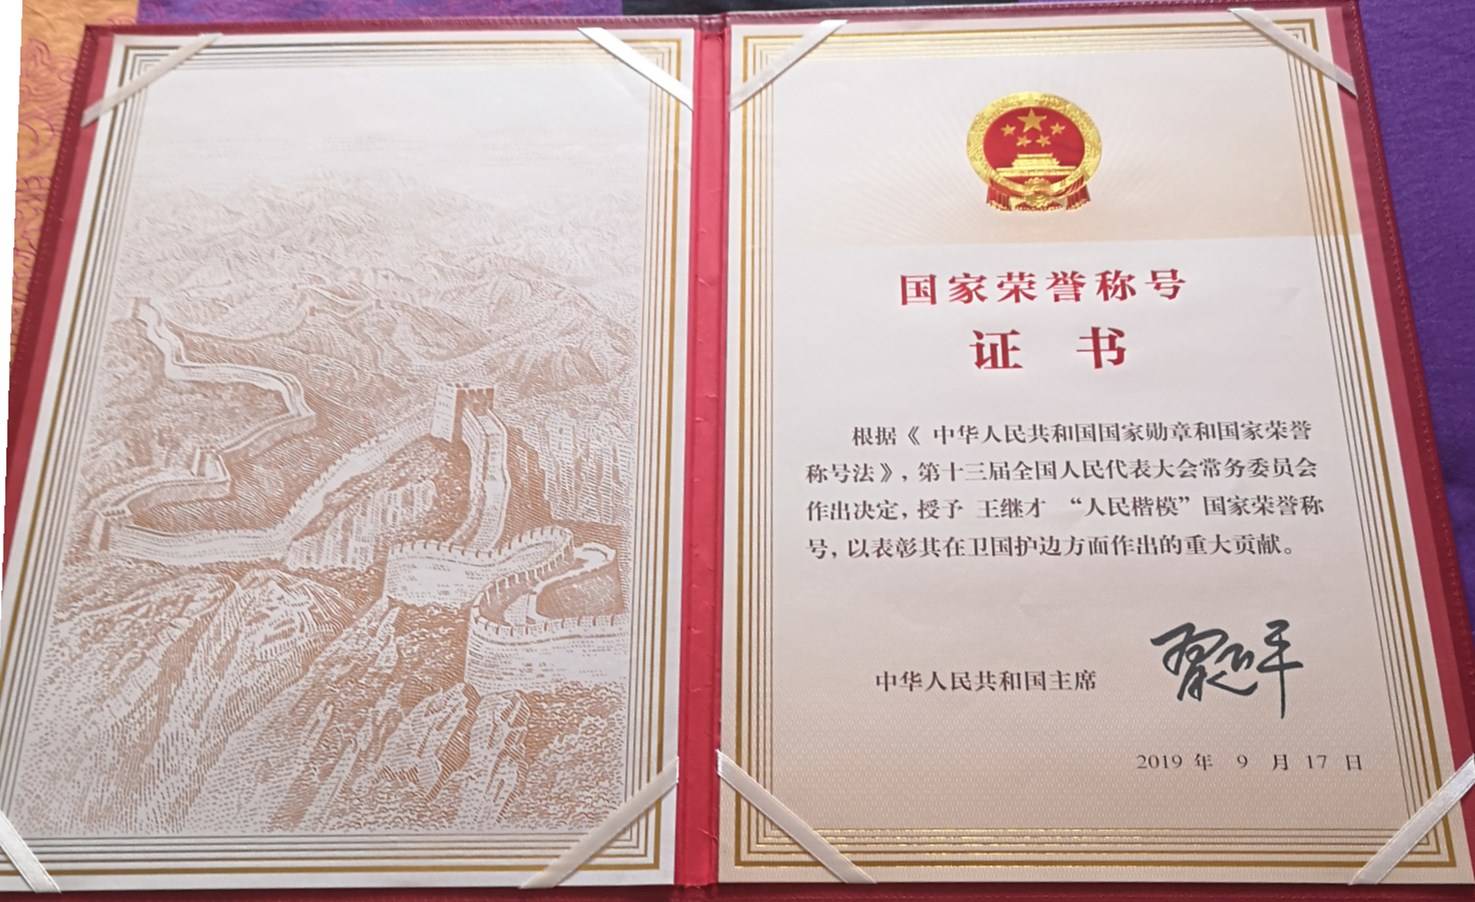 国家荣誉称号
证 书
根据《 中华人民共和国国家勋章和国家荣誉
称号法》，第十三届全国人民代表大会常务委员会
作出决定，授予 王继才 “人民楷模”国家荣誉称
号，以表彰其在卫国护边方面作出的重大贡献。
中华人民共和国主席 习近平
2019 年 9 月 17 日